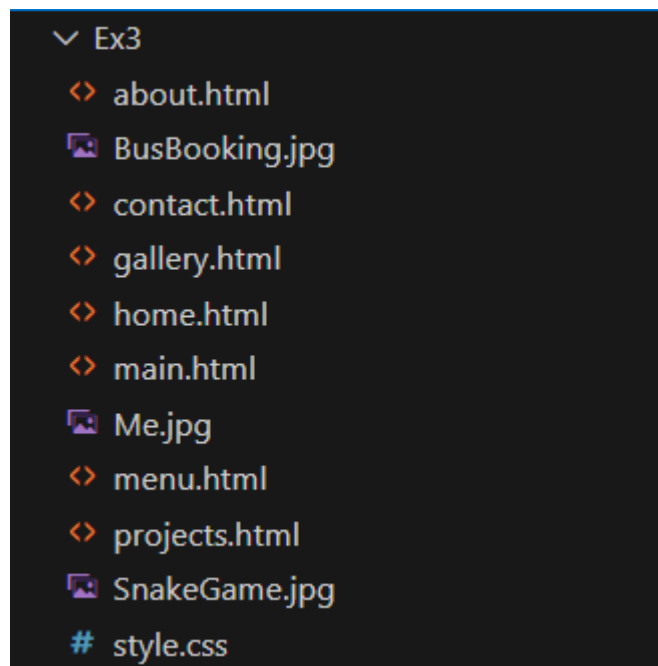 Ex3
about.html
BusBooking.jpg
contact.html
gallery.html
home.html
main.html
Me.jpg
menu.html
projects.html
SnakeGame.jpg
# style.css